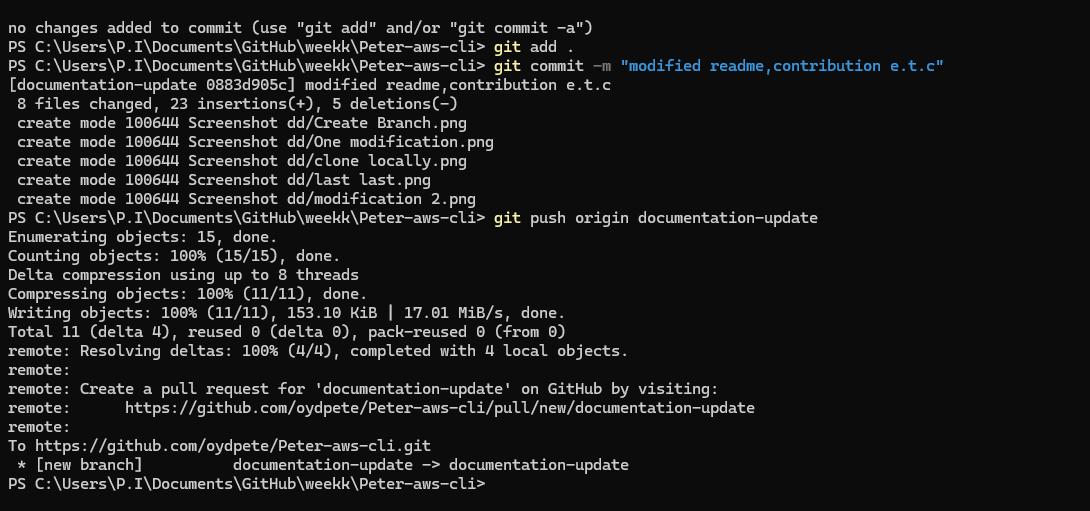 no changes added to commit (use "git add" and/or "git commit -a")
PS C:\Users\P.I\Documents\GitHub\weekk\Peter-aws-cli> git add .
PS C:\Users\P.I\Documents\GitHub\weekk\Peter-aws-cli> git commit -m "modified readme,contribution e.t.c"
[documentation-update 0883d905c] modified readme,contribution e.t.c
 8 files changed, 23 insertions(+), 5 deletions(-)
 create mode 100644 Screenshot dd/Create Branch.png
 create mode 100644 Screenshot dd/One modification.png
 create mode 100644 Screenshot dd/clone locally.png
 create mode 100644 Screenshot dd/last last.png
 create mode 100644 Screenshot dd/modification 2.png
PS C:\Users\P.I\Documents\GitHub\weekk\Peter-aws-cli> git push origin documentation-update
Enumerating objects: 15, done.
Counting objects: 100% (15/15), done.
Delta compression using up to 8 threads
Compressing objects: 100% (11/11), done.
Writing objects: 100% (11/11), 153.10 KiB | 17.01 MiB/s, done.
Total 11 (delta 4), reused 0 (delta 0), pack-reused 0 (from 0)
remote: Resolving deltas: 100% (4/4), completed with 4 local objects.
remote:
remote: Create a pull request for 'documentation-update' on GitHub by visiting:
remote:      https://github.com/oydpete/Peter-aws-cli/pull/new/documentation-update
remote:
To https://github.com/oydpete/Peter-aws-cli.git
 * [new branch]          documentation-update -> documentation-update
PS C:\Users\P.I\Documents\GitHub\weekk\Peter-aws-cli>